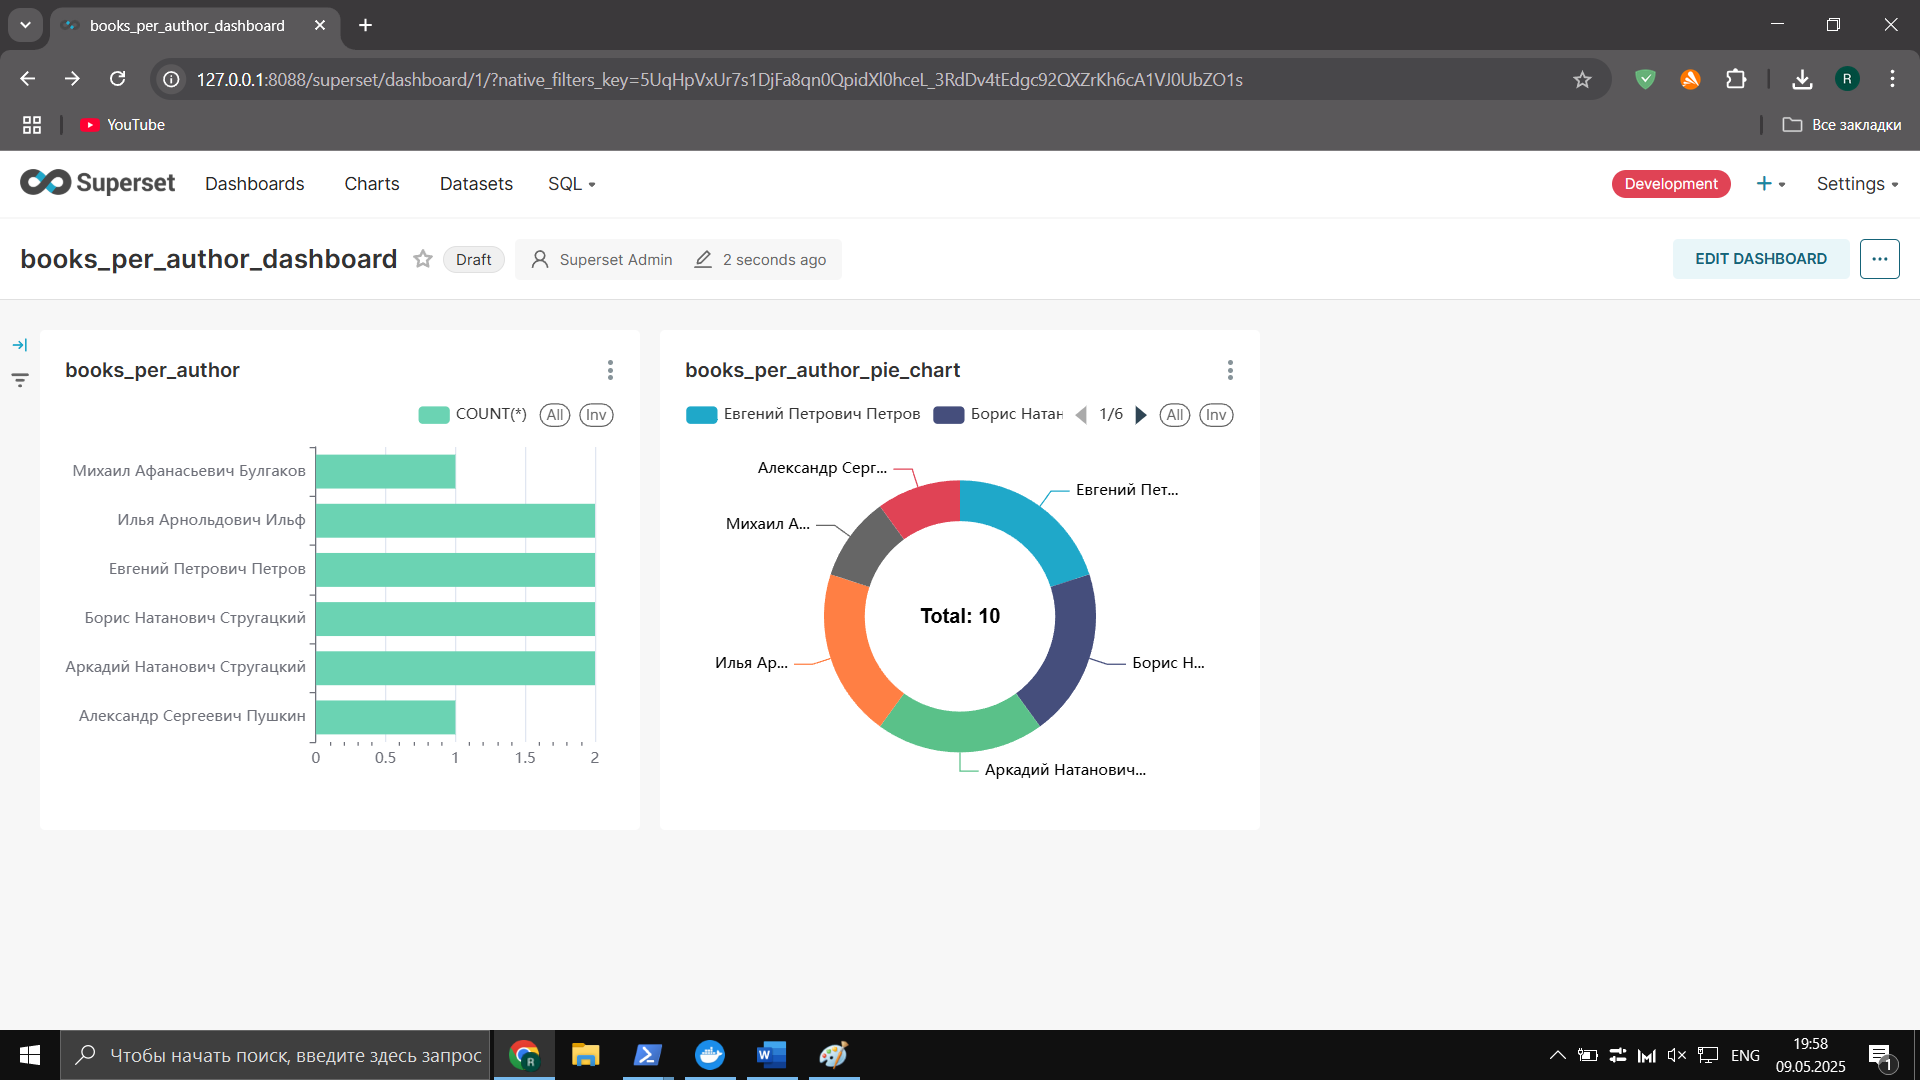 books_per_author_dashboard
127.0.0.1:8088/superset/dashboard/1/?native_filters_key=5UqHpVxUr7s1DjFa8qn0QpidXl0hceL_3RdDv4tEdgc92QXZrKh6cA1VJ0UbZO1s
R
YouTube
Все закладки
Superset Dashboards Charts Datasets SQL
Development + Settings
books_per_author_dashboard Draft Superset Admin 2 seconds ago
EDIT DASHBOARD
books_per_author
COUNT(*) All Inv
Михаил Афанасьевич Булгаков
Илья Арнольдович Ильф
Евгений Петрович Петров
Борис Натанович Стругацкий
Аркадий Натанович Стругацкий
Александр Сергеевич Пушкин
0 0.5 1 1.5 2
books_per_author_pie_chart
Евгений Петрович Петров Борис Натан 1/6 All Inv
Александр Серг...
Евгений Пет...
Михаил А...
Total: 10
Илья Ар...
Борис Н...
Аркадий Натанович...
Чтобы начать поиск, введите здесь запрос
ENG
19:58
09.05.2025
1